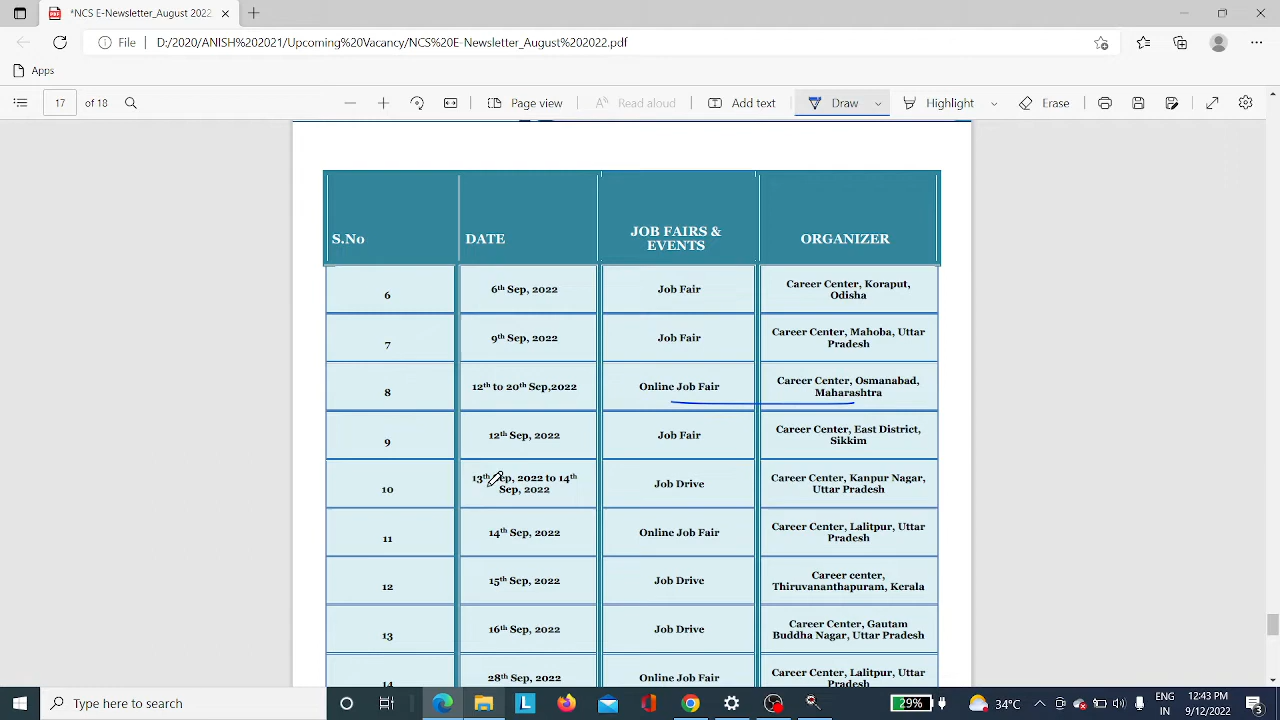 *NCS E-Newsletter_August 2022
File D:/2020/ANISH%202021/Upcoming%20Vacancy/NCS%20E-Newsletter_August%202022.pdf
Apps
17 of 18 Page view Read aloud Add text Draw Highlight Erase
S.No DATE JOB FAIRS &
EVENTS ORGANIZER
6 6th Sep, 2022 Job Fair Career Center, Koraput,
Odisha
7 9th Sep, 2022 Job Fair Career Center, Mahoba, Uttar
Pradesh
8 12th to 20th Sep,2022 Online Job Fair Career Center, Osmanabad,
Maharashtra
9 12th Sep, 2022 Job Fair Career Center, East District,
Sikkim
10 13th Sep, 2022 to 14th
Sep, 2022 Job Drive Career Center, Kanpur Nagar,
Uttar Pradesh
11 14th Sep, 2022 Online Job Fair Career Center, Lalitpur, Uttar
Pradesh
12 15th Sep, 2022 Job Drive Career center,
Thiruvananthapuram, Kerala
13 16th Sep, 2022 Job Drive Career Center, Gautam
Buddha Nagar, Uttar Pradesh
14 28th Sep, 2022 Online Job Fair Career Center, Lalitpur, Uttar
Pradesh
Type here to search L 29% 34°C ENG 12:43 PM
IN 9/12/2022